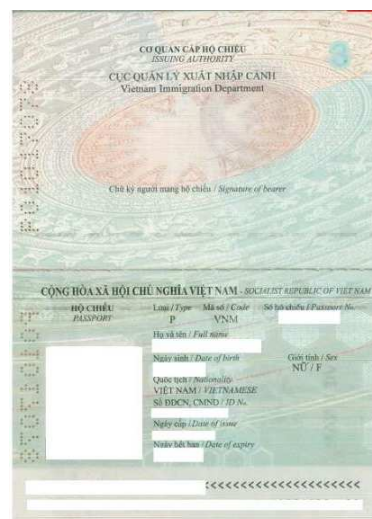 CƠ QUAN CẤP HỘ CHIẾU
ISSUING AUTHORITY
CỤC QUẢN LÝ XUẤT NHẬP CẢNH
Vietnam Immigration Department
Chữ ký người mang hộ chiếu / Signature of bearer
CỘNG HÒA XÃ HỘI CHỦ NGHĨA VIỆT NAM - SOCIALIST REPUBLIC OF VIET NAM
HỘ CHIẾU Loại / Type Mã số / Code Số hộ chiếu / Passport No.
PASSPORT P VNM
Họ và tên / Full name
Ngày sinh / Date of birth Giới tính / Sex
NỮ / F
Quốc tịch / Nationality
VIỆT NAM / VIETNAMESE
Số ĐDCN, CMND / ID No.
Ngày cấp / Date of issue
Ngày hết hạn / Date of expiry